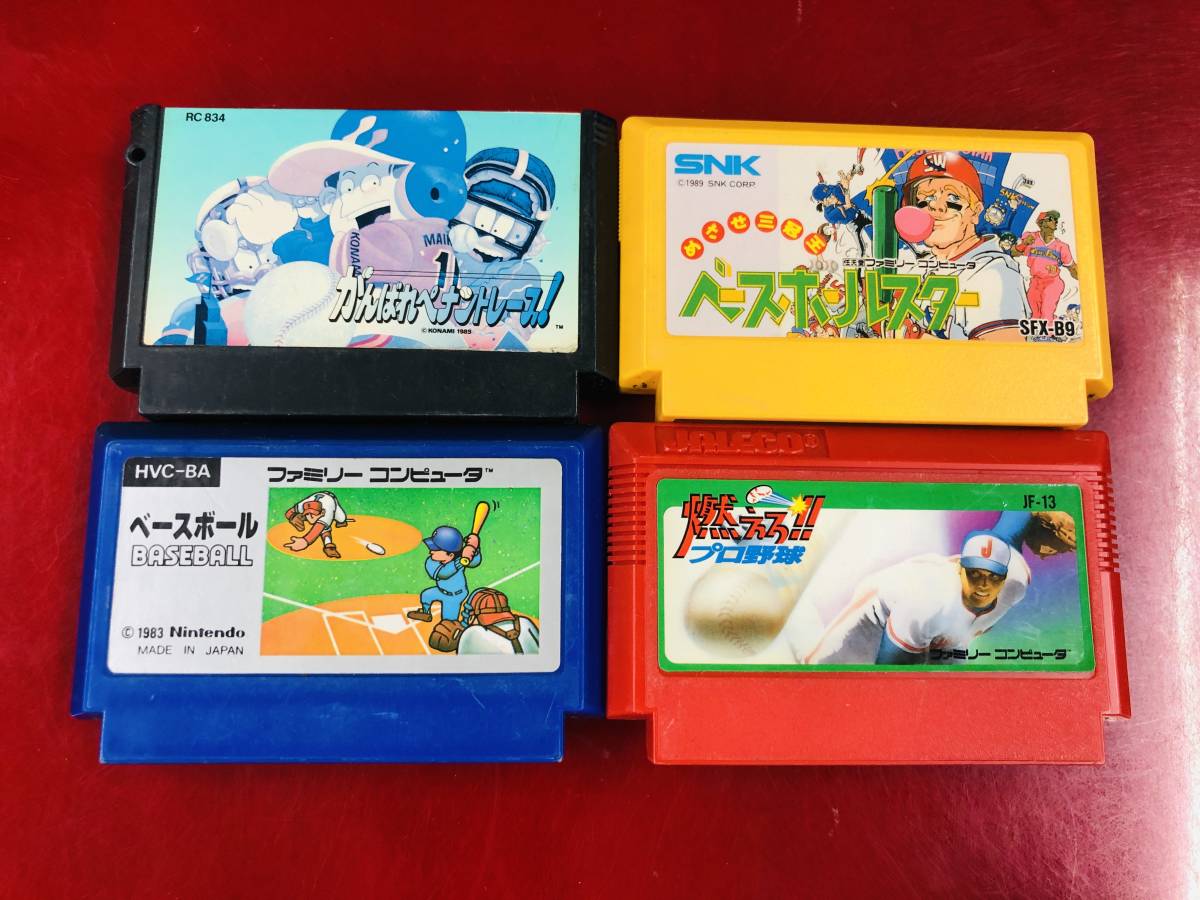 RC 834
KONAMI
MAIN
1
がんばれペナントレース!
© KONAMI 1989
™
SNK
© 1989 SNK CORP
SW
めざせ三冠王
任天堂 ファミリー コンピュータ
ベースボールスター
SFX-B9
HVC-BA
ファミリー コンピュータ™
ベースボール
BASEBALL
© 1983 Nintendo
MADE IN JAPAN
JALECO®
JF-13
燃えろ!!
プロ野球
J
ファミリー コンピュータ™